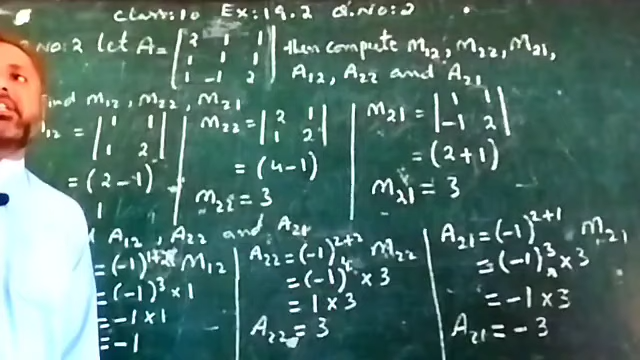 Class:10 Ex:19.2 Q.No:2
NO:2 let A = [2 1 1; 1 1 1; 1 -1 2] then compute M12, M22, M21,
A12, A22 and A21
find M12, M22, M21
12 = |1 1; 1 2|
= (2-1)
1
M22 = |2 1; 1 2|
= (4-1)
M22 = 3
M21 = |1 1; -1 2|
= (2+1)
M21 = 3
A12, A22 and A21
= (-1)^1+2 × M12
= (-1)^3 × 1
= -1 × 1
= -1
A22 = (-1)^2+2 M22
= (-1)^4 × 3
= 1 × 3
A22 = 3
A21 = (-1)^2+1 M21
= (-1)^3 × 3
= -1 × 3
A21 = -3